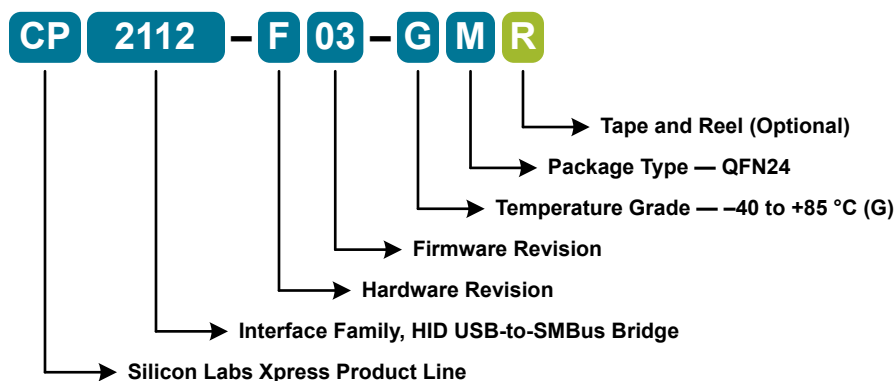 CP 2112 – F 03 – G M R
Tape and Reel (Optional)
Package Type — QFN24
Temperature Grade — –40 to +85 °C (G)
Firmware Revision
Hardware Revision
Interface Family, HID USB-to-SMBus Bridge
Silicon Labs Xpress Product Line